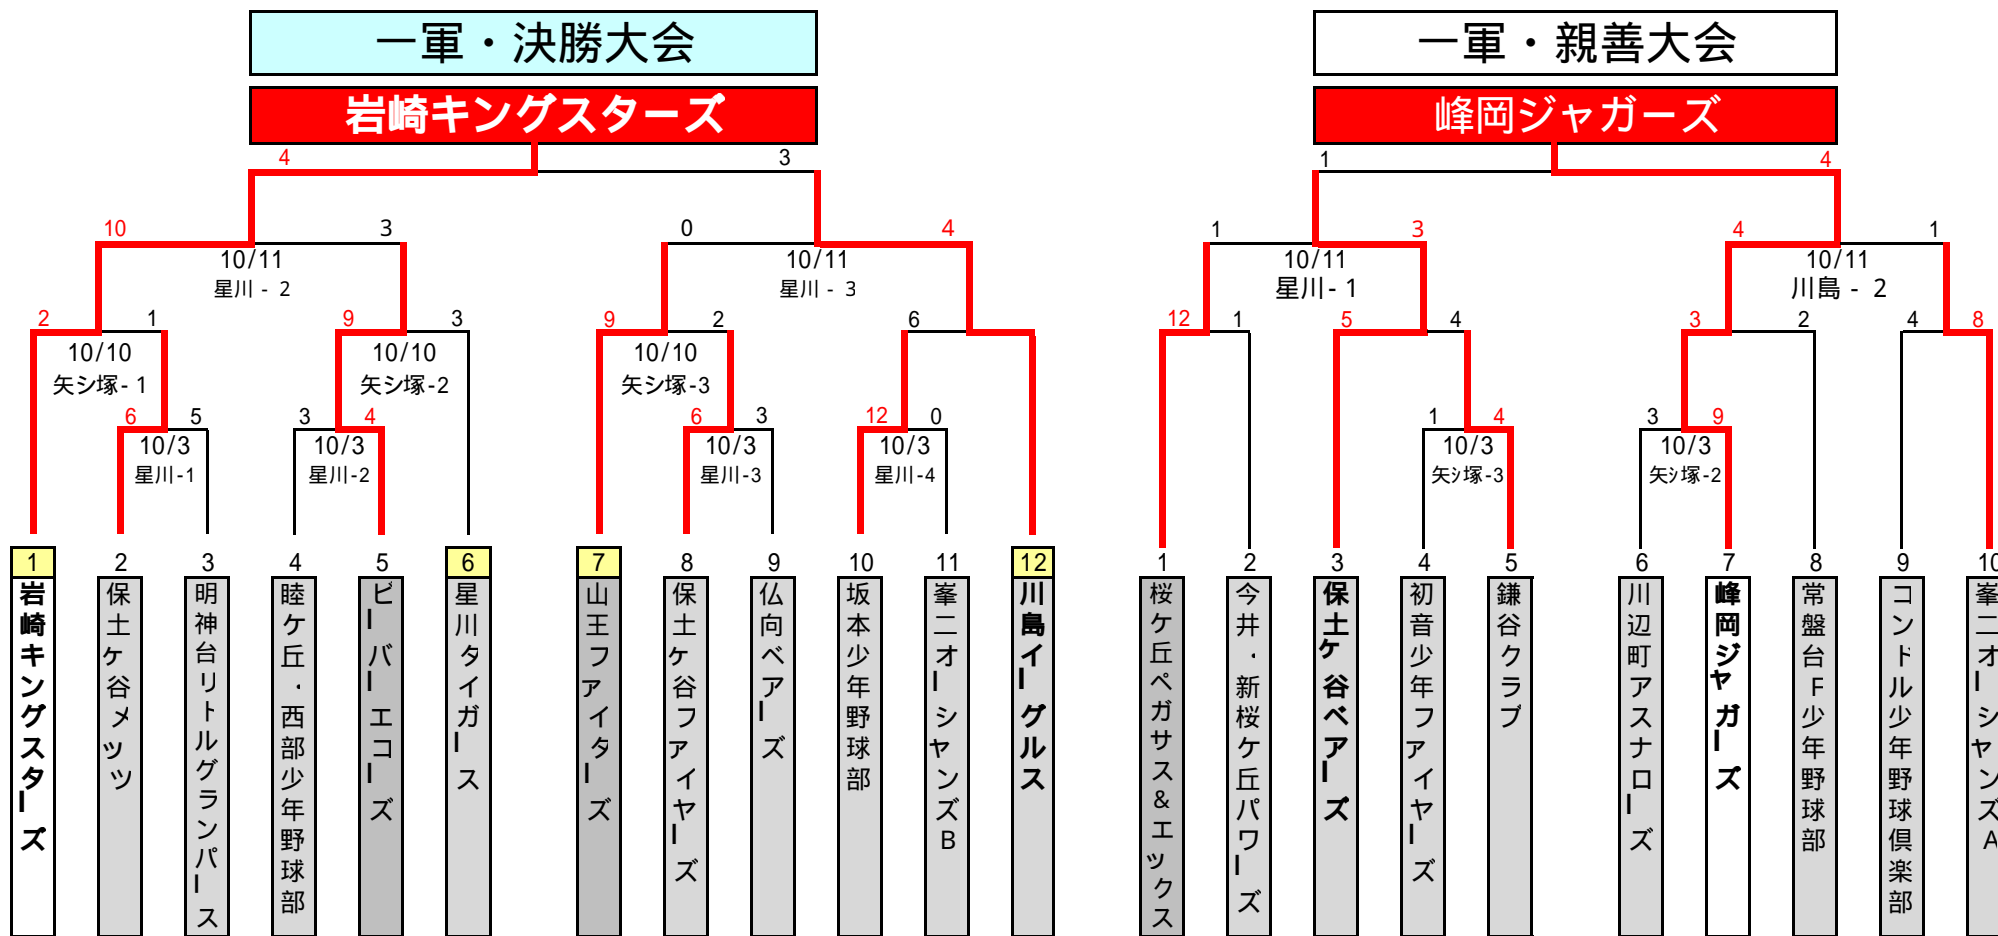 一軍・決勝大会
岩崎キングスターズ
4 3
10 3 0 4
10/11 10/11
星川 - 2 星川 - 3
2 1 9 3 9 2 6
10/10 10/10 10/10
矢シ塚- 1 矢シ塚-2 矢シ塚-3
6 5 3 4 6 3 12 0
10/3 10/3 10/3 10/3
星川-1 星川-2 星川-3 星川-4
1 2 3 4 5 6 7 8 9 10 11 12
岩崎キングスターズ
保土ケ谷メッツ
明神台リトルグランパース
睦ケ丘・西部少年野球部
ビーバーエコーズ
星川タイガース
山王ファイターズ
保土ケ谷ファイヤーズ
仏向ベアーズ
坂本少年野球部
峯二オーシャンズB
川島イーグルス
一軍・親善大会
峰岡ジャガーズ
1 4
1 3 4 1
10/11 10/11
星川- 1 川島 - 2
12 1 5 4 3 2 4 8
1 4 3 9
10/3 10/3
矢シ塚-3 矢シ塚-2
1 2 3 4 5 6 7 8 9 10
桜ケ丘ペガサス&エックス
今井・新桜ケ丘パワーズ
保土ケ谷ベアーズ
初音少年ファイヤーズ
鎌谷クラブ
川辺町アスナローズ
峰岡ジャガーズ
常盤台F少年野球部
コンドル少年野球倶楽部
峯二オーシャンズA